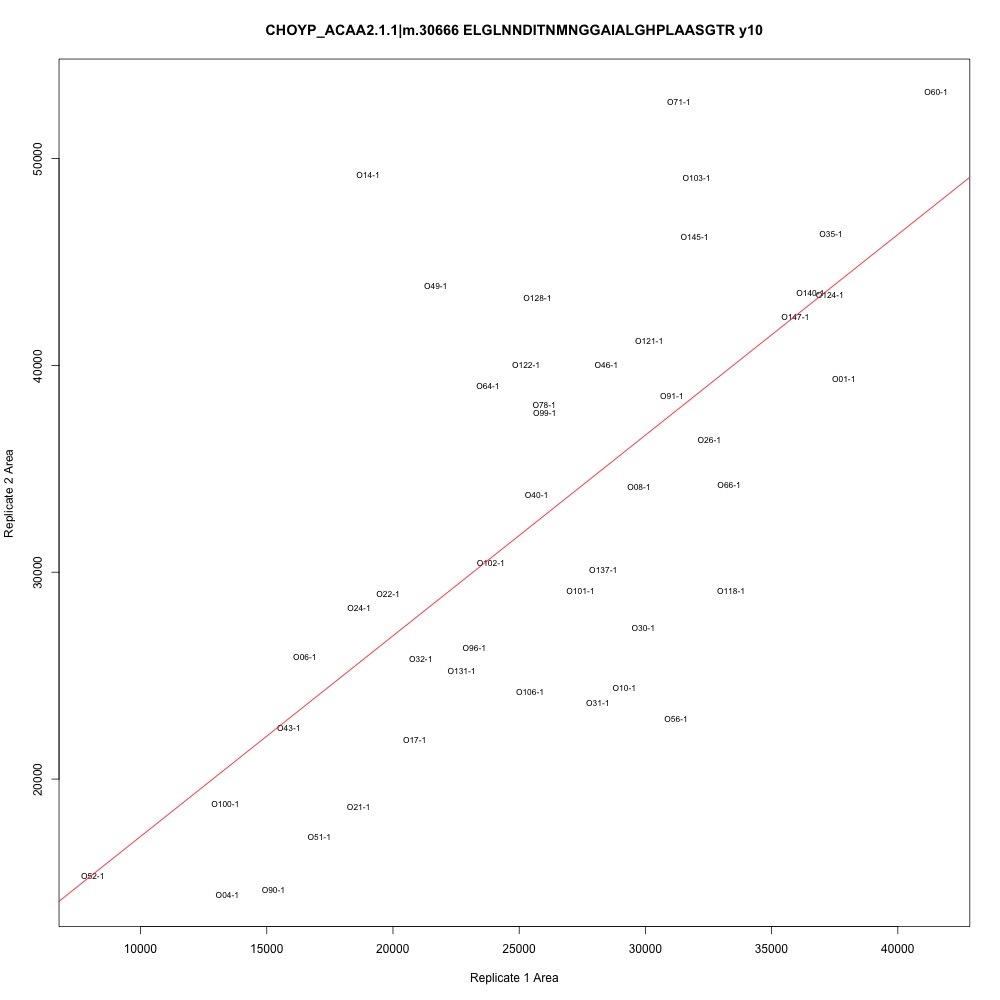 CHOYP_ACAA2.1.1|m.30666 ELGLNNDITNMNGGAIALGHPLAASGTR y10
O60-1
O71-1
O14-1
O103-1
O35-1
O145-1
O49-1
O140-1
O124-1
O128-1
O147-1
O121-1
O122-1
O46-1
O01-1
O64-1
O91-1
O78-1
O99-1
O26-1
O08-1
O66-1
O40-1
O102-1
O137-1
O101-1
O118-1
O22-1
O24-1
O30-1
O96-1
O06-1
O32-1
O131-1
O10-1
O106-1
O31-1
O56-1
O43-1
O17-1
O100-1
O21-1
O51-1
O52-1
O90-1
O04-1
50000
40000
30000
20000
Replicate 2 Area
10000 15000 20000 25000 30000 35000 40000
Replicate 1 Area